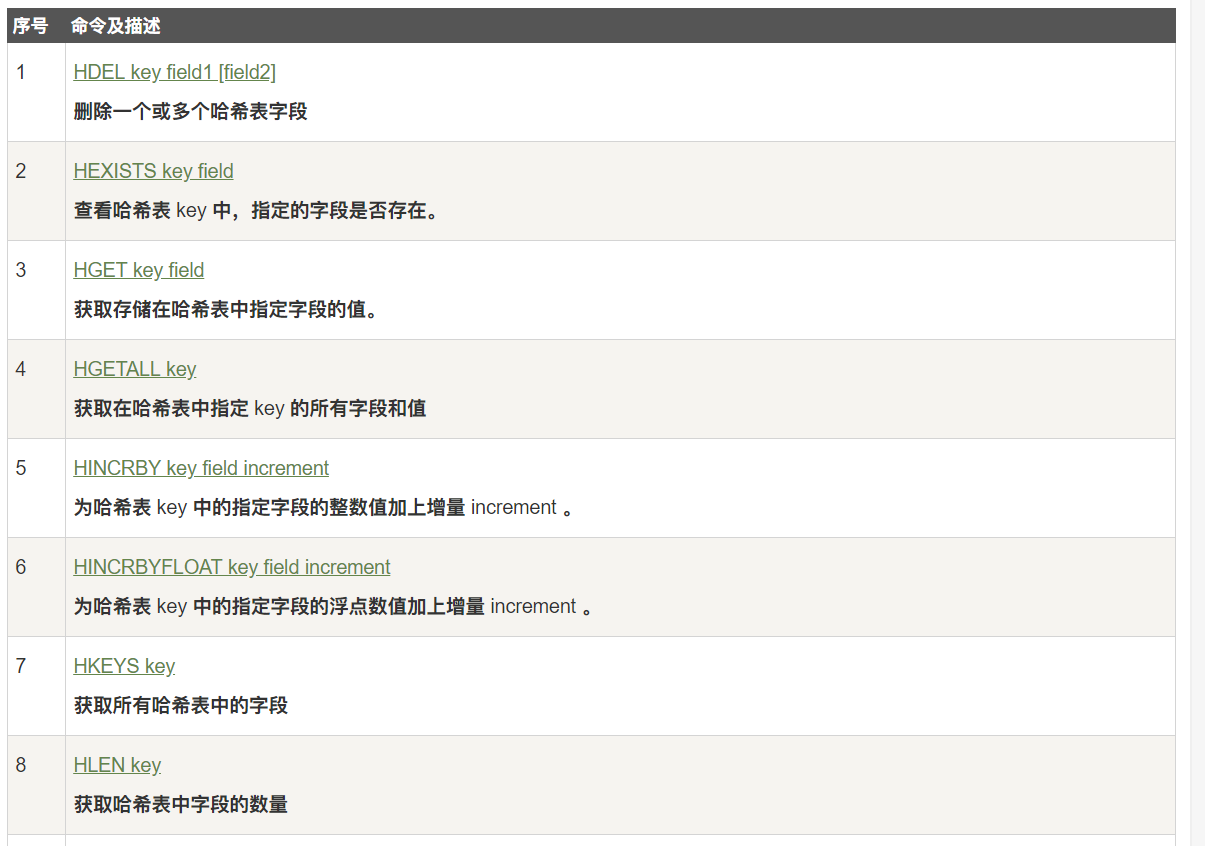 序号 命令及描述
1 HDEL key field1 [field2]
删除一个或多个哈希表字段
2 HEXISTS key field
查看哈希表 key 中，指定的字段是否存在。
3 HGET key field
获取存储在哈希表中指定字段的值。
4 HGETALL key
获取在哈希表中指定 key 的所有字段和值
5 HINCRBY key field increment
为哈希表 key 中的指定字段的整数值加上增量 increment 。
6 HINCRBYFLOAT key field increment
为哈希表 key 中的指定字段的浮点数值加上增量 increment 。
7 HKEYS key
获取所有哈希表中的字段
8 HLEN key
获取哈希表中字段的数量